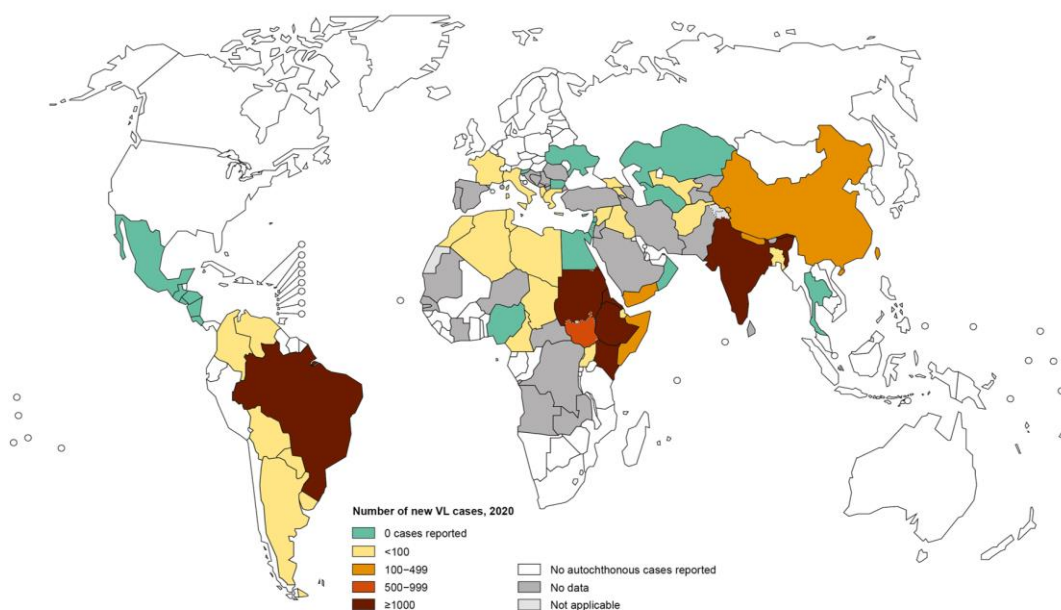 Number of new VL cases, 2020
0 cases reported
<100
100−499
500−999
≥1000
No autochthonous cases reported
No data
Not applicable